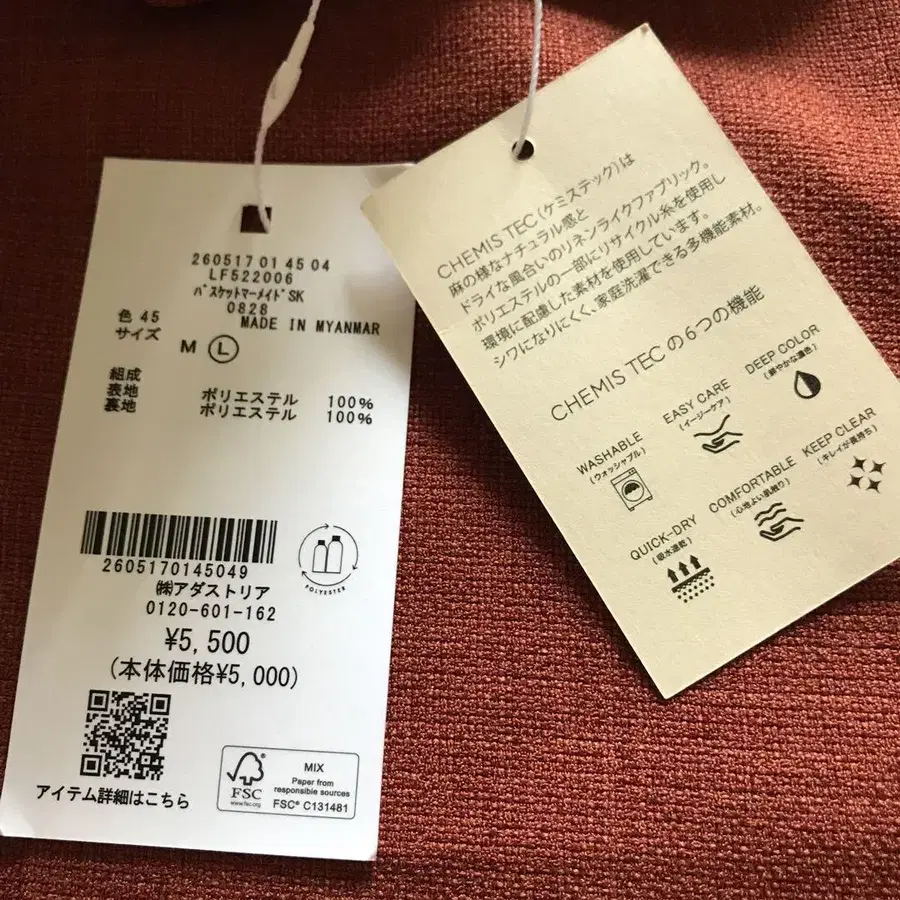 260517 01 45 04
LF522006
ﾊﾞｽｹｯﾄﾏｰﾒｲﾄﾞSK
0828
色 45
MADE IN MYANMAR
サイズ
M Ⓛ
組成
表地 ポリエステル 100%
裏地 ポリエステル 100%
2605170145049
POLYESTER
㈱アダストリア
0120-601-162
¥5,500
(本体価格¥5,000)
アイテム詳細はこちら
FSC
www.fsc.org
MIX
Paper from
responsible sources
FSC® C131481
CHEMIS TEC(ケミステック)は
麻の様なナチュラル感と
ドライな風合いのリネンライクファブリック。
ポリエステルの一部にリサイクル糸を使用し
環境に配慮した素材を使用しています。
シワになりにくく、家庭洗濯できる多機能素材。
CHEMIS TEC の6つの機能
WASHABLE
(ウォッシャブル)
EASY CARE
(イージーケア)
DEEP COLOR
(鮮やかな濃色)
QUICK-DRY
(吸水速乾)
COMFORTABLE
(心地よい肌触り)
KEEP CLEAR
(キレイが長持ち)